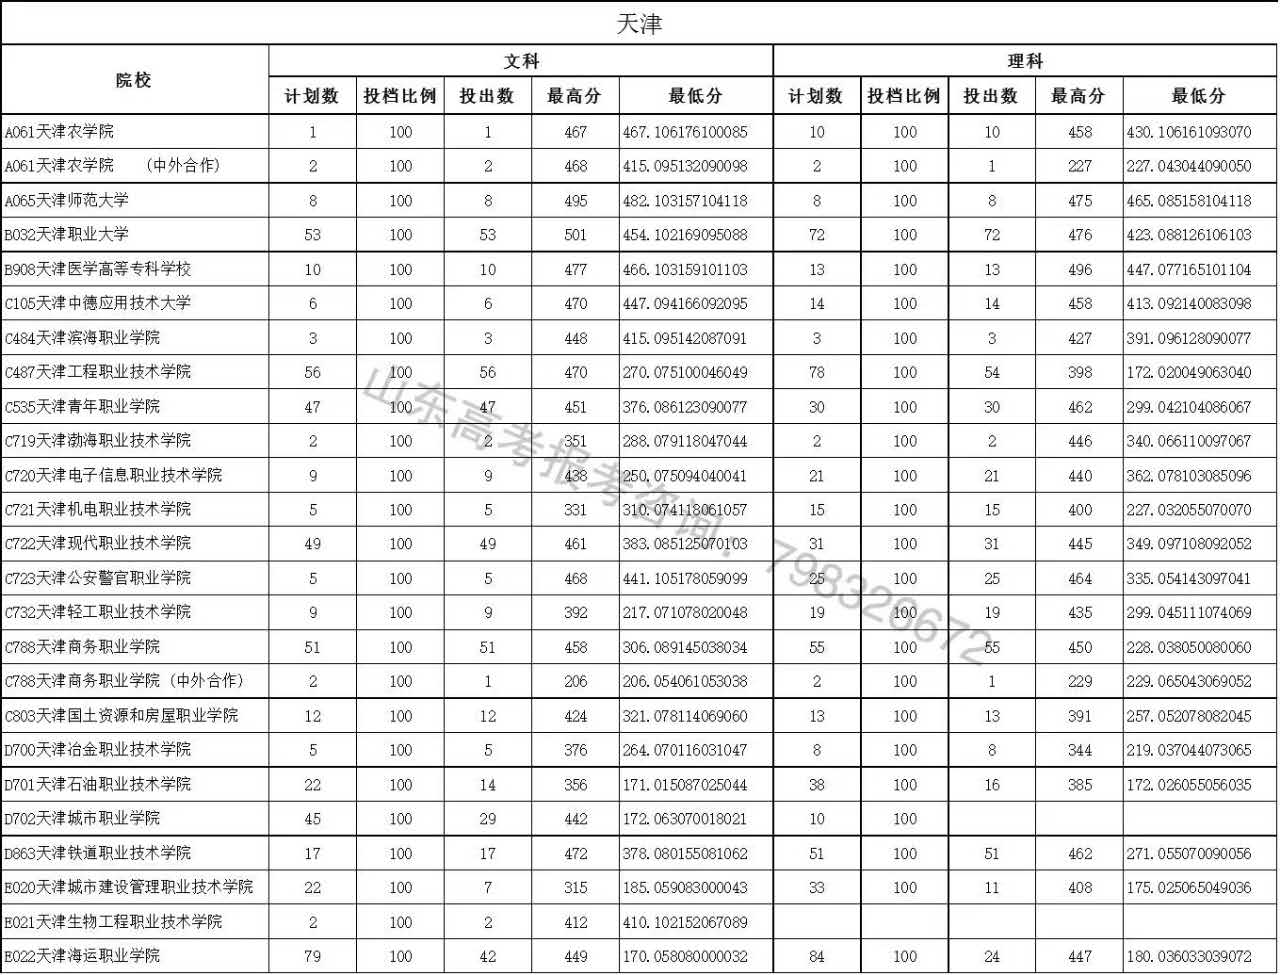 天津
院校 文科 理科
计划数 投档比例 投出数 最高分 最低分 计划数 投档比例 投出数 最高分 最低分
A061天津农学院 1 100 1 467 467.106176100085 10 100 10 458 430.106161093070
A061天津农学院 （中外合作） 2 100 2 468 415.095132090098 2 100 1 227 227.043044090050
A065天津师范大学 8 100 8 495 482.103157104118 8 100 8 475 465.085158104118
B032天津职业大学 53 100 53 501 454.102169095088 72 100 72 476 423.088126106103
B908天津医学高等专科学校 10 100 10 477 466.103159101103 13 100 13 496 447.077165101104
C105天津中德应用技术大学 6 100 6 470 447.094166092095 14 100 14 458 413.092140083098
C484天津滨海职业学院 3 100 3 448 415.095142087091 3 100 3 427 391.096128090077
C487天津工程职业技术学院 56 100 56 470 270.075100046049 78 100 54 398 172.020049063040
C535天津青年职业学院 47 100 47 451 376.086123090077 30 100 30 462 299.042104086067
C719天津渤海职业技术学院 2 100 2 351 288.079118047044 2 100 2 446 340.066110097067
C720天津电子信息职业技术学院 9 100 9 438 250.075094040041 21 100 21 440 362.078103085096
C721天津机电职业技术学院 5 100 5 331 310.074118061057 15 100 15 400 227.032055070070
C722天津现代职业技术学院 49 100 49 461 383.085125070103 31 100 31 445 349.097108092052
C723天津公安警官职业学院 5 100 5 468 441.105178059099 25 100 25 464 335.054143097041
C732天津轻工职业技术学院 9 100 9 392 217.071078020048 19 100 19 435 299.045111074069
C788天津商务职业学院 51 100 51 458 306.089145038034 55 100 55 450 228.038050080060
C788天津商务职业学院（中外合作） 2 100 1 206 206.054061053038 2 100 1 229 229.065043069052
C803天津国土资源和房屋职业学院 12 100 12 424 321.078114069060 13 100 13 391 257.052078082045
D700天津冶金职业技术学院 5 100 5 376 264.070116031047 8 100 8 344 219.037044073065
D701天津石油职业技术学院 22 100 14 356 171.015087025044 38 100 16 385 172.026055056035
D702天津城市职业学院 45 100 29 442 172.063070018021 10 100
D863天津铁道职业技术学院 17 100 17 472 378.080155081062 51 100 51 462 271.055070090056
E020天津城市建设管理职业技术学院 22 100 7 315 185.059083000043 33 100 11 408 175.025065049036
E021天津生物工程职业技术学院 2 100 2 412 410.102152067089
E022天津海运职业学院 79 100 42 449 170.058080000032 84 100 24 447 180.036033039072
山东高考报考咨询：798326672